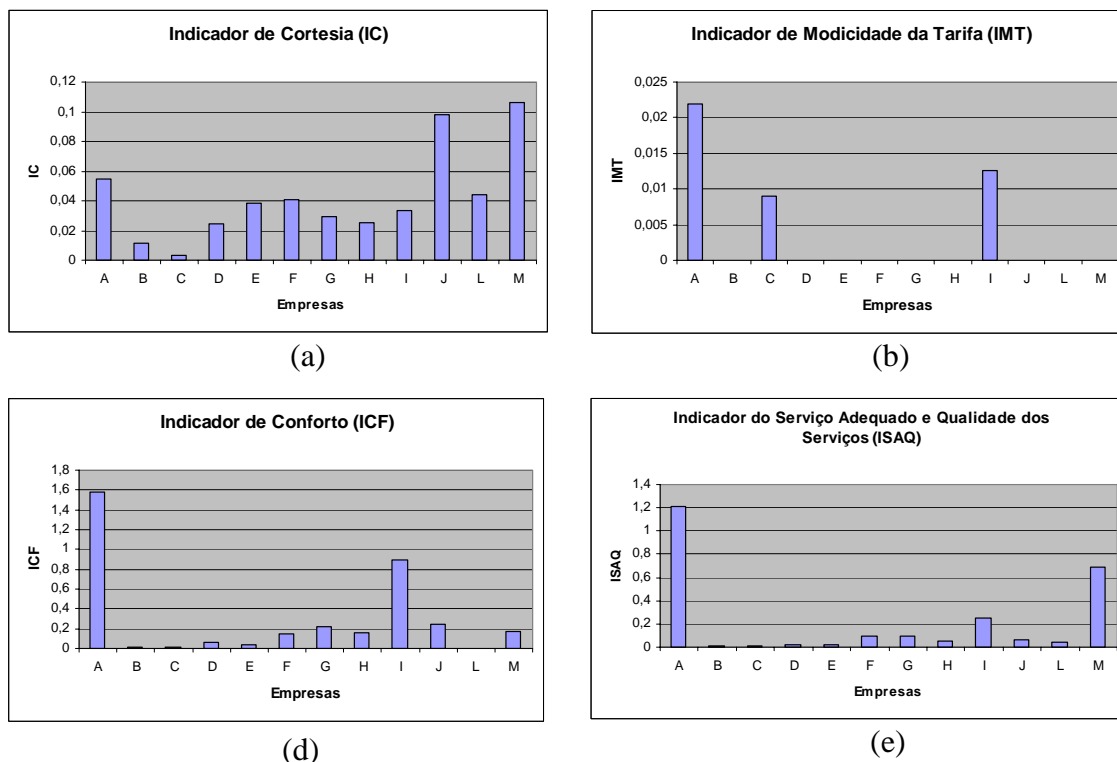 Indicador de Cortesia (IC)
0,12
0,1
0,08
0,06
0,04
0,02
0
IC
A B C D E F G H I J L M
Empresas
(a)
Indicador de Modicidade da Tarifa (IMT)
0,025
0,02
0,015
0,01
0,005
0
IMT
A B C D E F G H I J L M
Empresas
(b)
Indicador de Conforto (ICF)
1,8
1,6
1,4
1,2
1
0,8
0,6
0,4
0,2
0
ICF
A B C D E F G H I J L M
Empresas
(d)
Indicador do Serviço Adequado e Qualidade dos
Serviços (ISAQ)
1,4
1,2
1
0,8
0,6
0,4
0,2
0
ISAQ
A B C D E F G H I J L M
Empresas
(e)